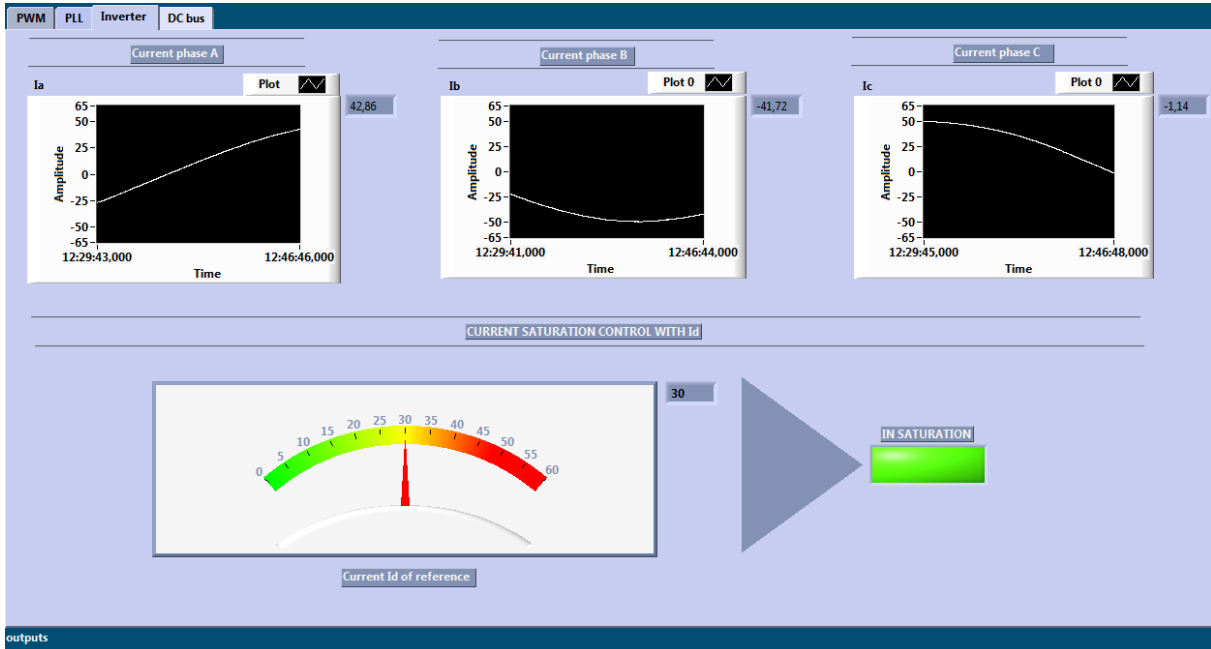 PWM PLL Inverter DC bus
Current phase A
Ia
Plot
42,86
65
50
25
0
-25
-50
-65
Amplitude
12:29:43,000
12:46:46,000
Time
Current phase B
Ib
Plot 0
-41,72
65
50
25
0
-25
-50
-65
Amplitude
12:29:41,000
12:46:44,000
Time
Current phase C
Ic
Plot 0
-1,14
65
50
25
0
-25
-50
-65
Amplitude
12:29:45,000
12:46:48,000
Time
CURRENT SATURATION CONTROL WITH Id
0 5 10 15 20 25 30 35 40 45 50 55 60
30
Current Id of reference
IN SATURATION
outputs